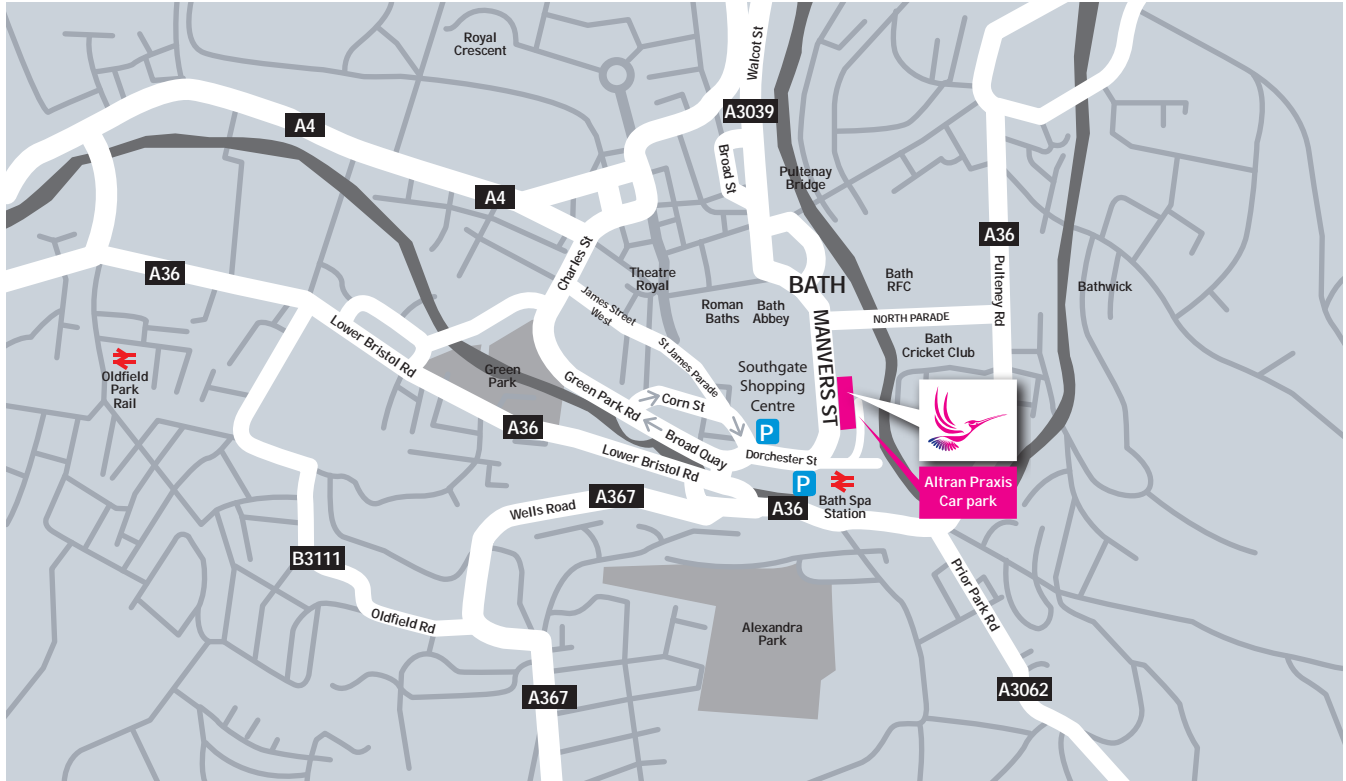 Royal
Crescent
Walcot St
A3039
A4
Broad St
Pultenay
Bridge
A4
A36
Charles St
Pulteney Rd
A36
Theatre
Royal
Bath
RFC
Bathwick
BATH
James Street
West
Roman
Baths
Bath
Abbey
MANVERS ST
NORTH PARADE
Lower Bristol Rd
St James Parade
Bath
Cricket Club
Oldfield
Park
Rail
Green
Park
Southgate
Shopping
Centre
Green Park Rd
Corn St
A36
P
Broad Quay
Dorchester St
Lower Bristol Rd
P
Altran Praxis
Car park
Wells Road
A367
A36
Bath Spa
Station
B3111
Prior Park Rd
Oldfield Rd
Alexandra
Park
A367
A3062